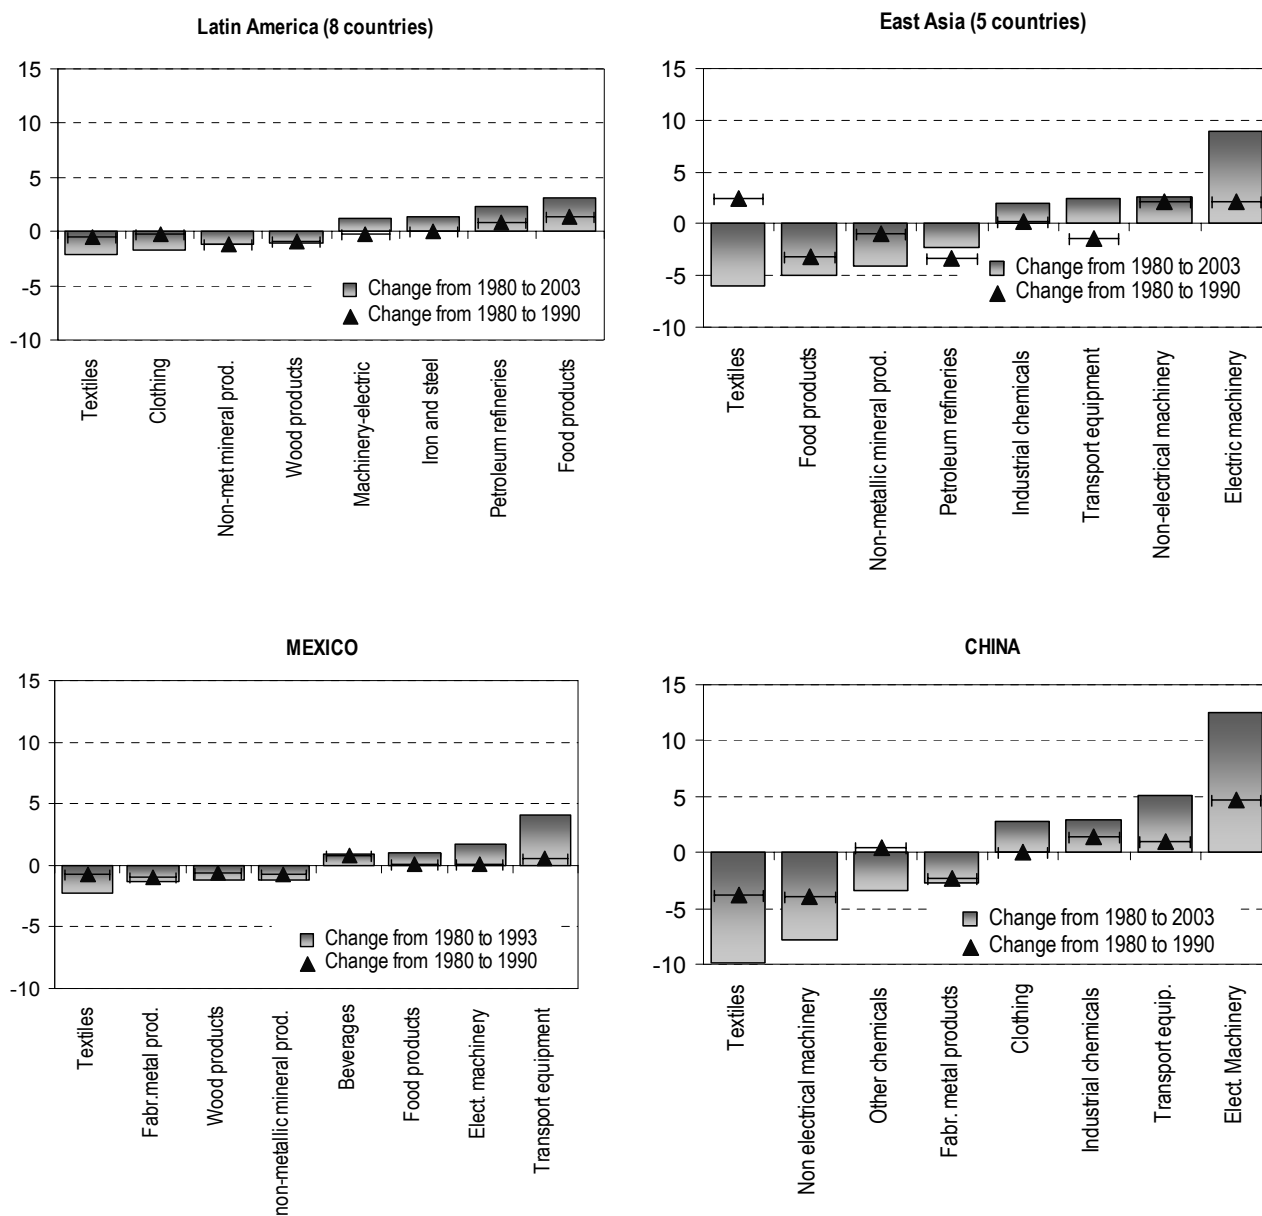 Latin America (8 countries)
15
10
5
0
-5
-10
Change from 1980 to 2003
Change from 1980 to 1990
Textiles
Clothing
Non-met mineral prod.
Wood products
Machinery-electric
Iron and steel
Petroleum refineries
Food products
East Asia (5 countries)
15
10
5
0
-5
-10
Change from 1980 to 2003
Change from 1980 to 1990
Textiles
Food products
Non-metallic mineral prod.
Petroleum refineries
Industrial chemicals
Transport equipment
Non-electrical machinery
Electric machinery
MEXICO
15
10
5
0
-5
-10
Change from 1980 to 1993
Change from 1980 to 1990
Textiles
Fabr.metal prod.
Wood products
non-metallic mineral prod.
Beverages
Food products
Elect. machinery
Transport equipment
CHINA
15
10
5
0
-5
-10
Change from 1980 to 2003
Change from 1980 to 1990
Textiles
Non electrical machinery
Other chemicals
Fabr. metal products
Clothing
Industrial chemicals
Transport equip.
Elect. Machinery